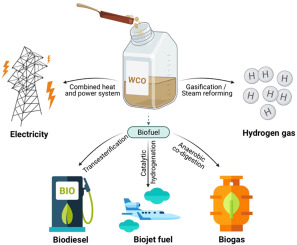 WCO
Combined heat
and power system
Gasification /
Steam reforming
Electricity
H H H
H H H
H H H
Hydrogen gas
Biofuel
Transesterification
Catalytic
hydrogenation
Anaerobic
co-digestion
BIO
Biodiesel
Biojet fuel
Biogas